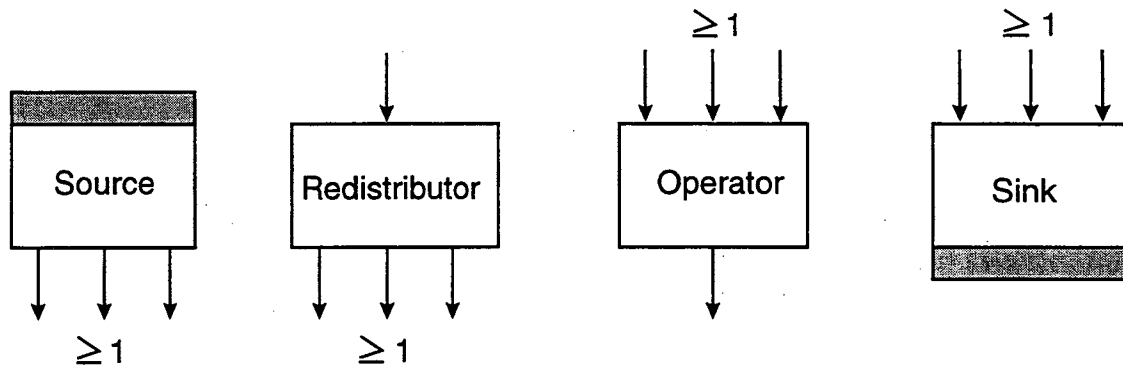 ≥ 1
≥ 1
Source
Redistributor
Operator
Sink
≥ 1
≥ 1